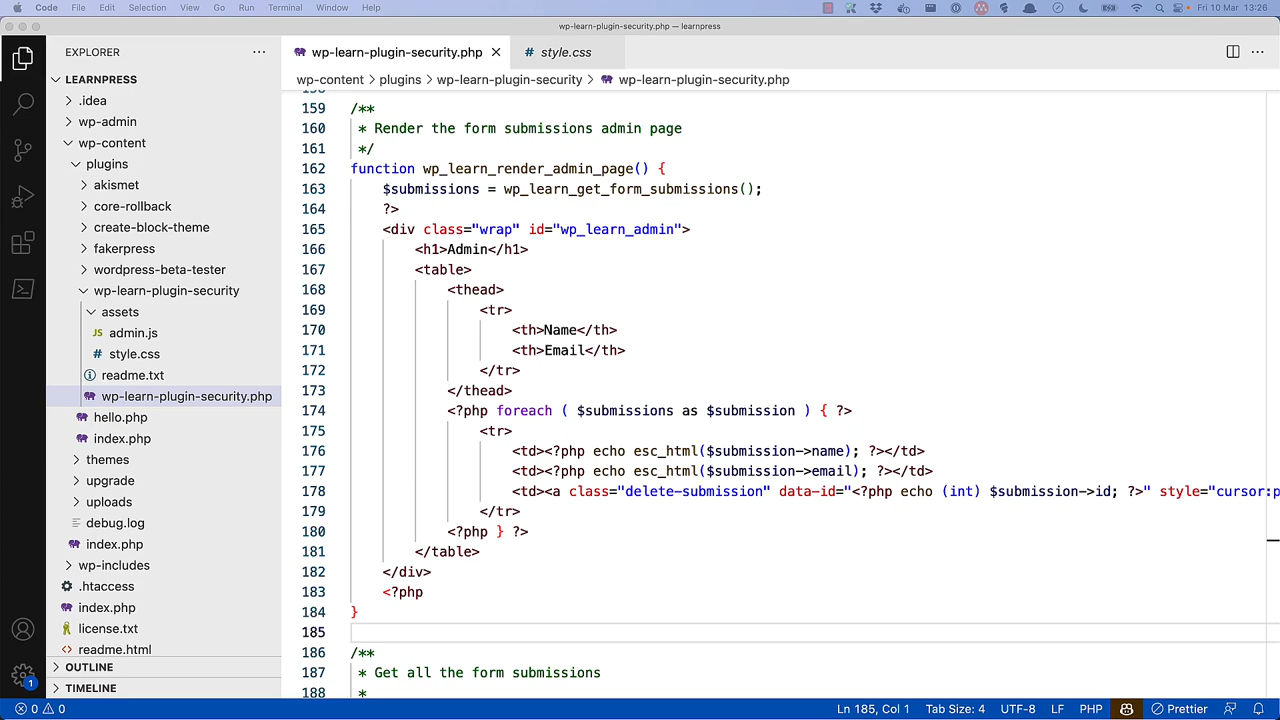 Code File Edit Selection View Go Run Terminal Window Help Fri 10 Mar 13:26
wp-learn-plugin-security.php — learnpress
EXPLORER
LEARNPRESS
.idea
wp-admin
wp-content
plugins
akismet
core-rollback
create-block-theme
fakerpress
wordpress-beta-tester
wp-learn-plugin-security
assets
JS admin.js
# style.css
readme.txt
wp-learn-plugin-security.php
hello.php
index.php
themes
upgrade
uploads
debug.log
index.php
wp-includes
.htaccess
index.php
license.txt
<> readme.html
OUTLINE
TIMELINE
wp-learn-plugin-security.php # style.css
wp-content > plugins > wp-learn-plugin-security > wp-learn-plugin-security.php
159 /**
160 * Render the form submissions admin page
161 */
162 function wp_learn_render_admin_page() {
163 $submissions = wp_learn_get_form_submissions();
164 ?>
165 <div class="wrap" id="wp_learn_admin">
166 <h1>Admin</h1>
167 <table>
168 <thead>
169 <tr>
170 <th>Name</th>
171 <th>Email</th>
172 </tr>
173 </thead>
174 <?php foreach ( $submissions as $submission ) { ?>
175 <tr>
176 <td><?php echo esc_html($submission->name); ?></td>
177 <td><?php echo esc_html($submission->email); ?></td>
178 <td><a class="delete-submission" data-id="<?php echo (int) $submission->id; ?>" style="cursor:p
179 </tr>
180 <?php } ?>
181 </table>
182 </div>
183 <?php
184 }
185
186 /**
187 * Get all the form submissions
188 *
1
0 0 Ln 185, Col 1 Tab Size: 4 UTF-8 LF PHP Prettier